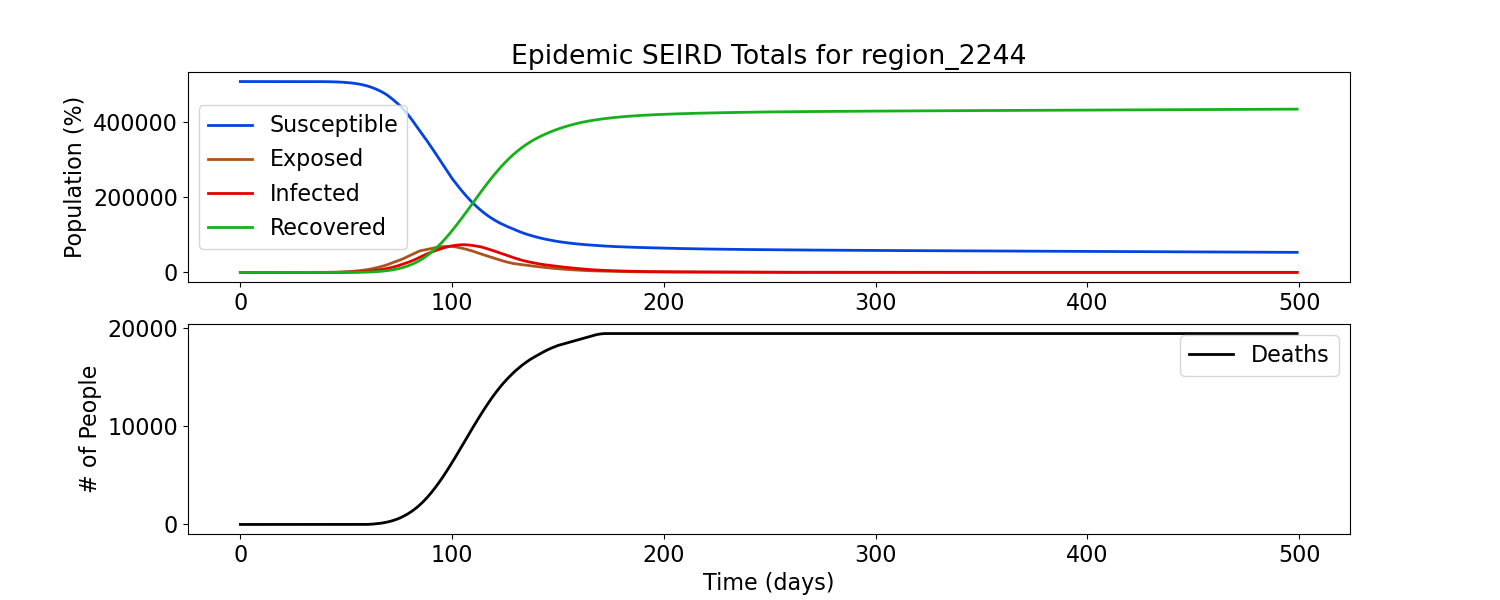 Epidemic SEIRD Totals for region_2244
Population (%)
400000
200000
0
Susceptible
Exposed
Infected
Recovered
0 100 200 300 400 500
# of People
20000
10000
0
Deaths
0 100 200 300 400 500
Time (days)